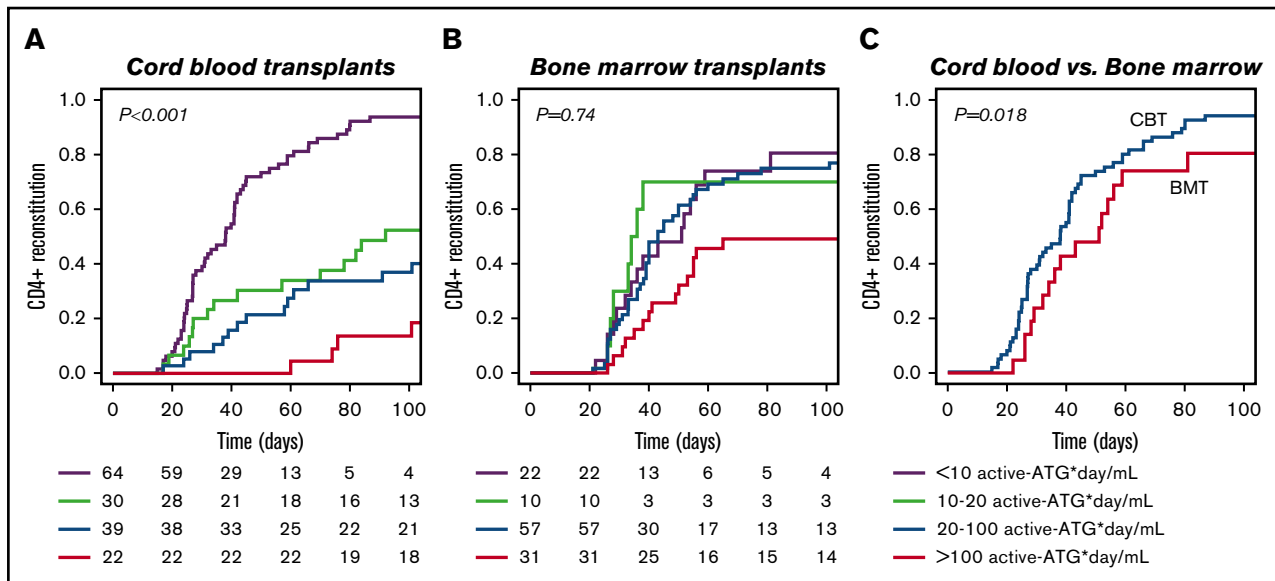 A
Cord blood transplants
P<0.001
CD4+ reconstitution
1.0
0.8
0.6
0.4
0.2
0.0
0 20 40 60 80 100
Time (days)
64 59 29 13 5 4
30 28 21 18 16 13
39 38 33 25 22 21
22 22 22 22 19 18
B
Bone marrow transplants
P=0.74
CD4+ reconstitution
1.0
0.8
0.6
0.4
0.2
0.0
0 20 40 60 80 100
Time (days)
22 22 13 6 5 4
10 10 3 3 3 3
57 57 30 17 13 13
31 31 25 16 15 14
C
Cord blood vs. Bone marrow
P=0.018
CBT
BMT
CD4+ reconstitution
1.0
0.8
0.6
0.4
0.2
0.0
0 20 40 60 80 100
Time (days)
<10 active-ATG*day/mL
10-20 active-ATG*day/mL
20-100 active-ATG*day/mL
>100 active-ATG*day/mL